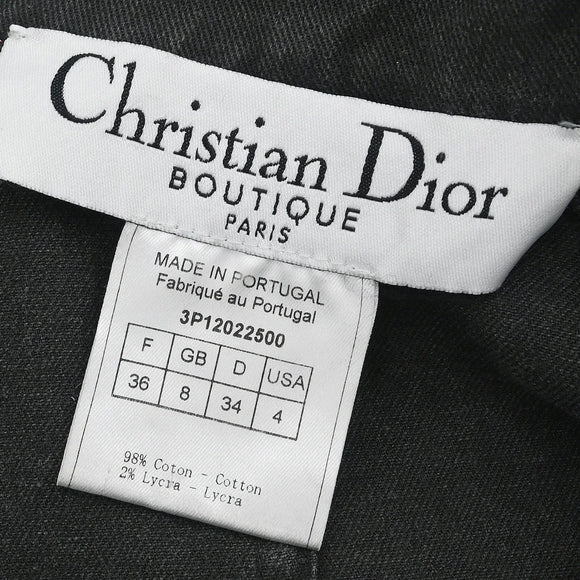 Christian Dior
BOUTIQUE
PARIS
MADE IN PORTUGAL
Fabriqué au Portugal
3P12022500
F GB D USA
36 8 34 4
98% Coton - Cotton
2% Lycra - Lycra